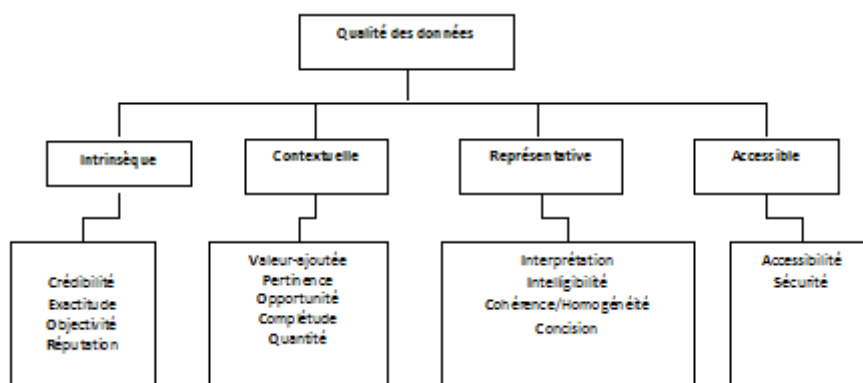 Qualité des données
Intrinsèque
Contextuelle
Représentative
Accessible
Crédibilité
Exactitude
Objectivité
Réputation
Valeur-ajoutée
Pertinence
Opportunité
Complétude
Quantité
Interprétation
Intelligibilité
Cohérence/Homogénéité
Concision
Accessibilité
Sécurité